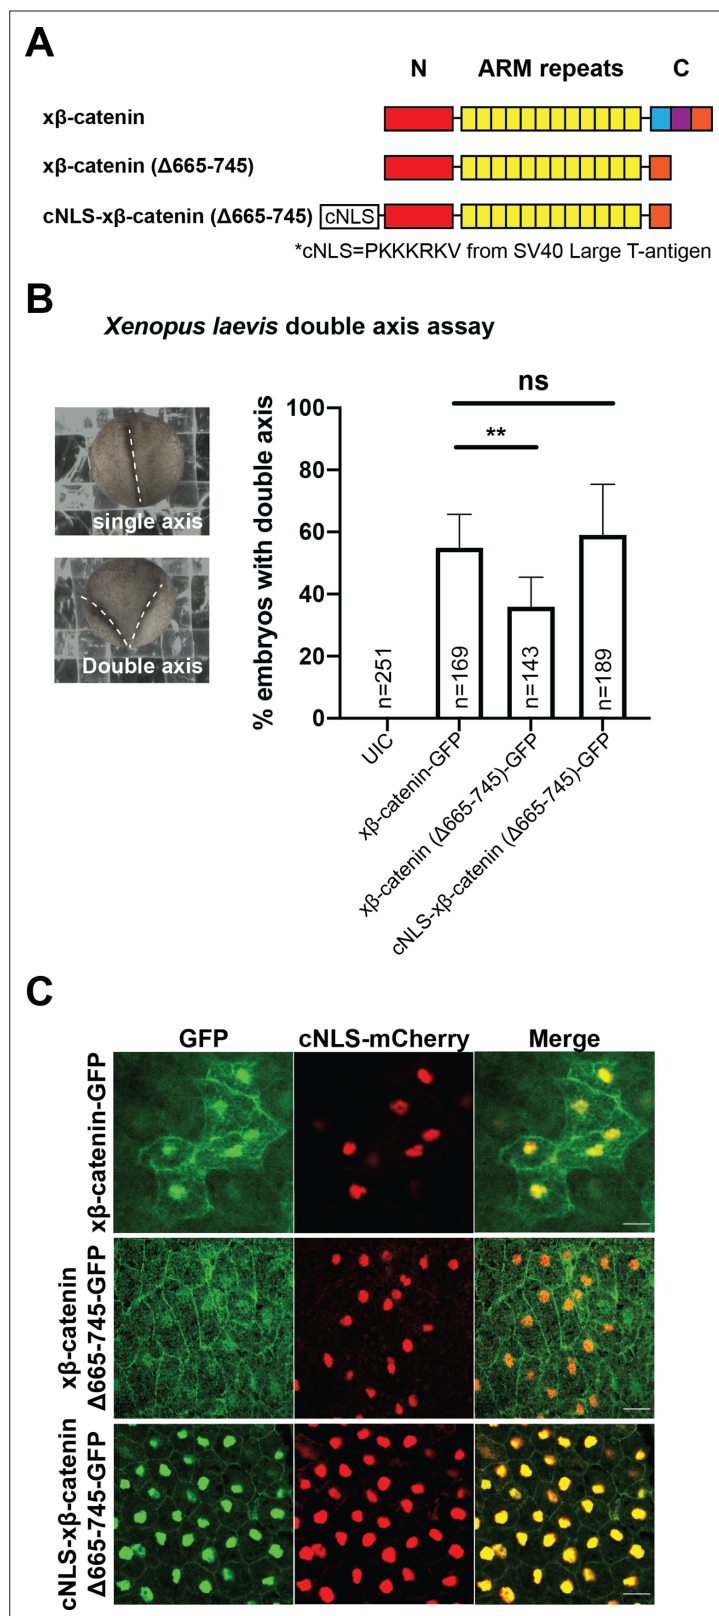 A
N ARM repeats C
xβ-catenin
xβ-catenin (Δ665-745)
cNLS-xβ-catenin (Δ665-745) cNLS
*cNLS=PKKKRKV from SV40 Large T-antigen
B
Xenopus laevis double axis assay
single axis
Double axis
% embryos with double axis
100
80
60
40
20
0
ns
**
n=251
n=169
n=143
n=189
UIC
xβ-catenin-GFP
xβ-catenin (Δ665-745)-GFP
cNLS-xβ-catenin (Δ665-745)-GFP
C
GFP cNLS-mCherry Merge
xβ-catenin-GFP
xβ-catenin
Δ665-745-GFP
cNLS-xβ-catenin
Δ665-745-GFP